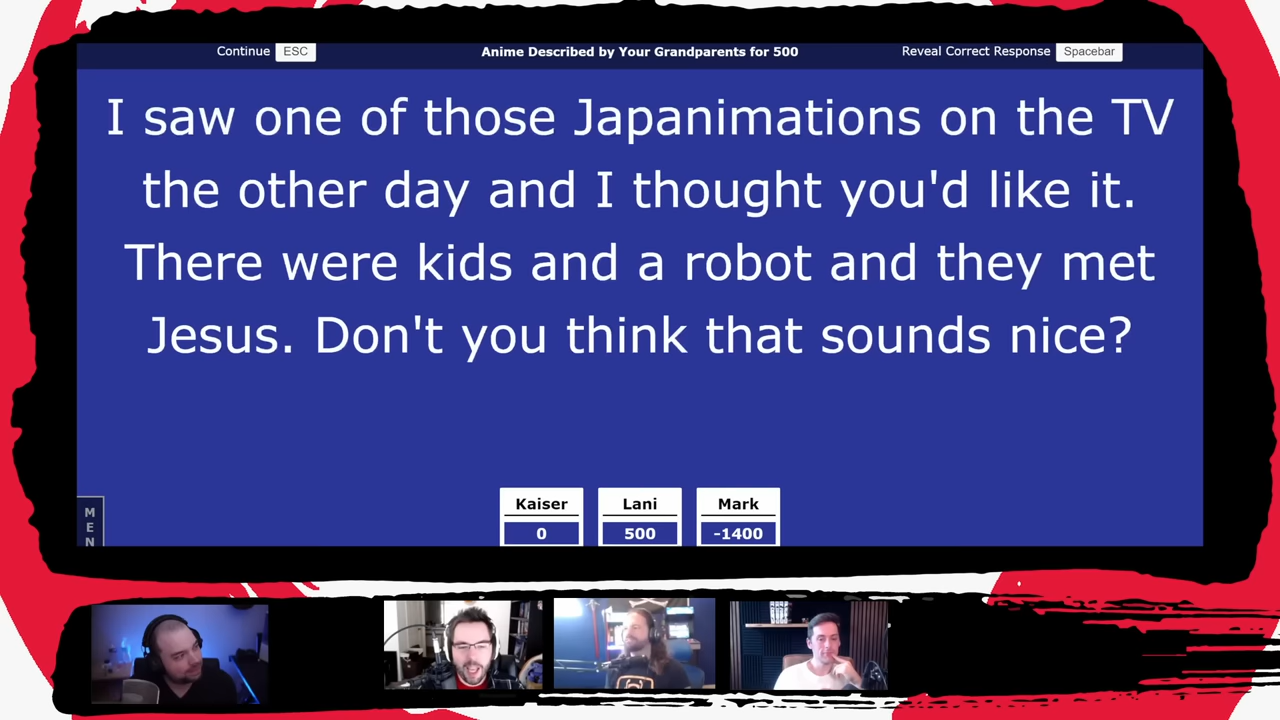 Continue ESC
Anime Described by Your Grandparents for 500
Reveal Correct Response Spacebar
I saw one of those Japanimations on the TV
the other day and I thought you'd like it.
There were kids and a robot and they met
Jesus. Don't you think that sounds nice?
M
E
N
Kaiser
0
Lani
500
Mark
-1400